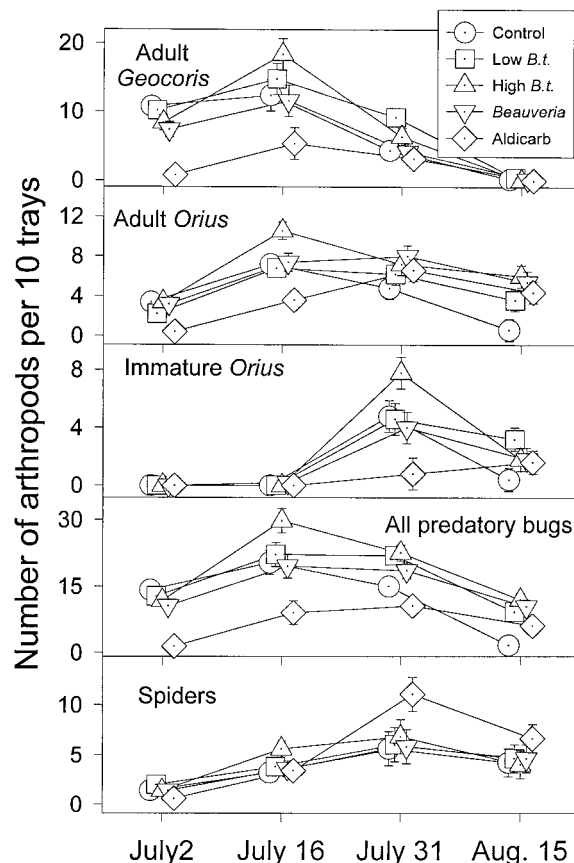 Number of arthropods per 10 trays
Control
Low B.t.
High B.t.
Beauveria
Aldicarb
Adult
Geocoris
20
10
0
Adult Orius
12
8
4
0
Immature Orius
8
4
0
All predatory bugs
30
15
0
Spiders
10
5
0
July2 July 16 July 31 Aug. 15